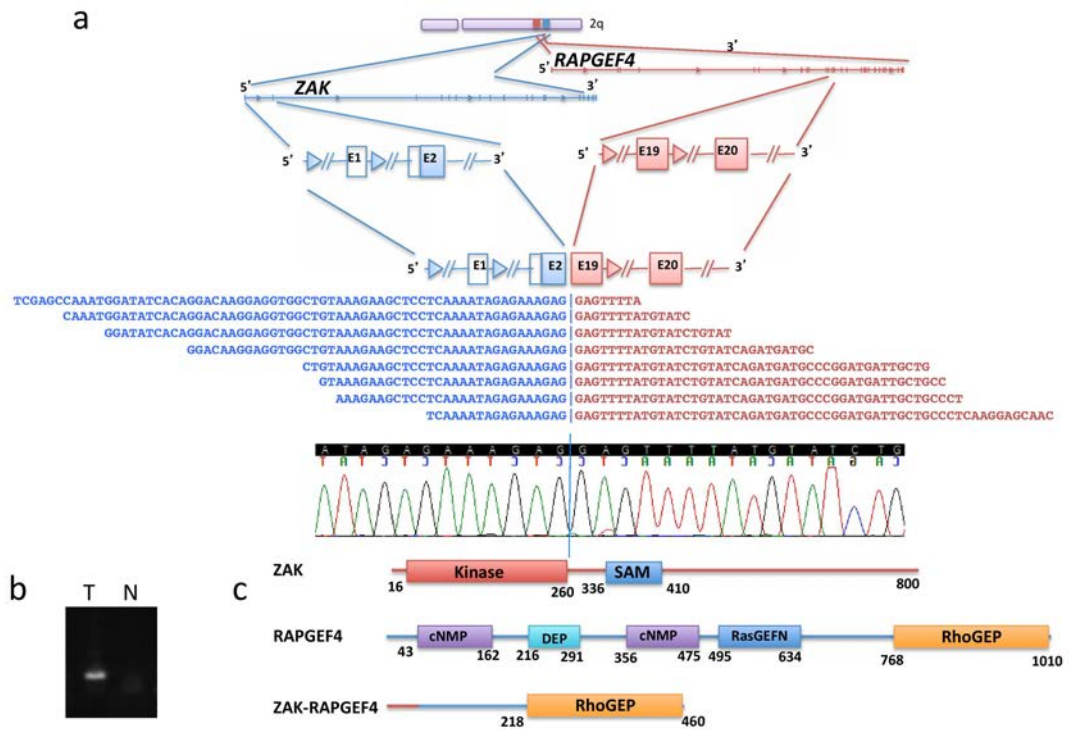 a
2q
3’
RAPGEF4
5’
5’
ZAK
3’
5’
E1
E2
3’
5’
E19
E20
3’
5’
E1
E2
E19
E20
3’
TCGAGCCAAATGGATATCACAGGACAAGGAGGTGGCTGTAAAGAAGCTCCTCAAAATAGAGAAAGAG|GAGTTTTA
CAAATGGATATCACAGGACAAGGAGGTGGCTGTAAAGAAGCTCCTCAAAATAGAGAAAGAG|GAGTTTTATGTATC
GGATATCACAGGACAAGGAGGTGGCTGTAAAGAAGCTCCTCAAAATAGAGAAAGAG|GAGTTTTATGTATCTGTAT
GGACAAGGAGGTGGCTGTAAAGAAGCTCCTCAAAATAGAGAAAGAG|GAGTTTTATGTATCTGTATCAGATGATGC
CTGTAAAGAAGCTCCTCAAAATAGAGAAAGAG|GAGTTTTATGTATCTGTATCAGATGATGCCCGGATGATTGCTG
GTAAAGAAGCTCCTCAAAATAGAGAAAGAG|GAGTTTTATGTATCTGTATCAGATGATGCCCGGATGATTGCTGCC
AAAGAAGCTCCTCAAAATAGAGAAAGAG|GAGTTTTATGTATCTGTATCAGATGATGCCCGGATGATTGCTGCCCT
TCAAAATAGAGAAAGAG|GAGTTTTATGTATCTGTATCAGATGATGCCCGGATGATTGCTGCCCTCAAGGAGCAAC
A T A G A G A A A G A G G A G T T T T A T G T A T C T G
ZAK
Kinase
SAM
16
260
336
410
800
b
T N
c
RAPGEF4
cNMP
DEP
cNMP
RasGEFN
RhoGEP
43
162
216
291
356
475
495
634
768
1010
ZAK-RAPGEF4
RhoGEP
218
460